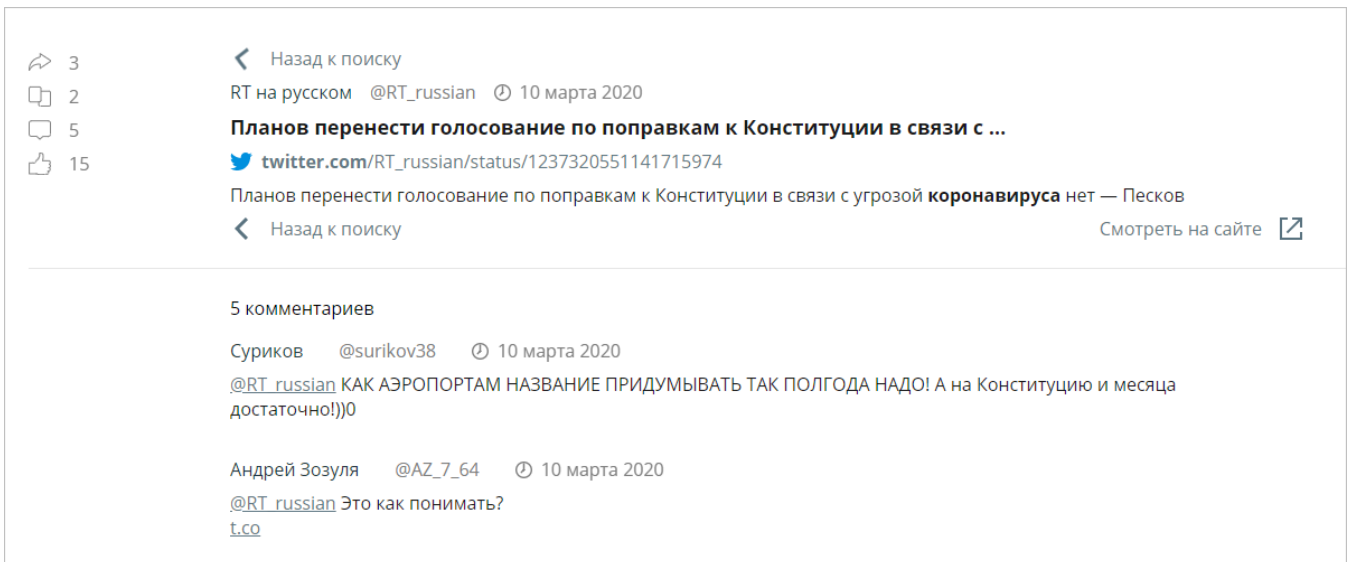 3
2
5
15
Назад к поиску
RT на русском @RT_russian 10 марта 2020
Планов перенести голосование по поправкам к Конституции в связи с ...
twitter.com/RT_russian/status/1237320551141715974
Планов перенести голосование по поправкам к Конституции в связи с угрозой коронавируса нет — Песков
Назад к поиску Смотреть на сайте
5 комментариев
Суриков @surikov38 10 марта 2020
@RT_russian КАК АЭРОПОРТАМ НАЗВАНИЕ ПРИДУМЫВАТЬ ТАК ПОЛГОДА НАДО! А на Конституцию и месяца
достаточно!))0
Андрей Зозуля @AZ_7_64 10 марта 2020
@RT_russian Это как понимать?
t.co